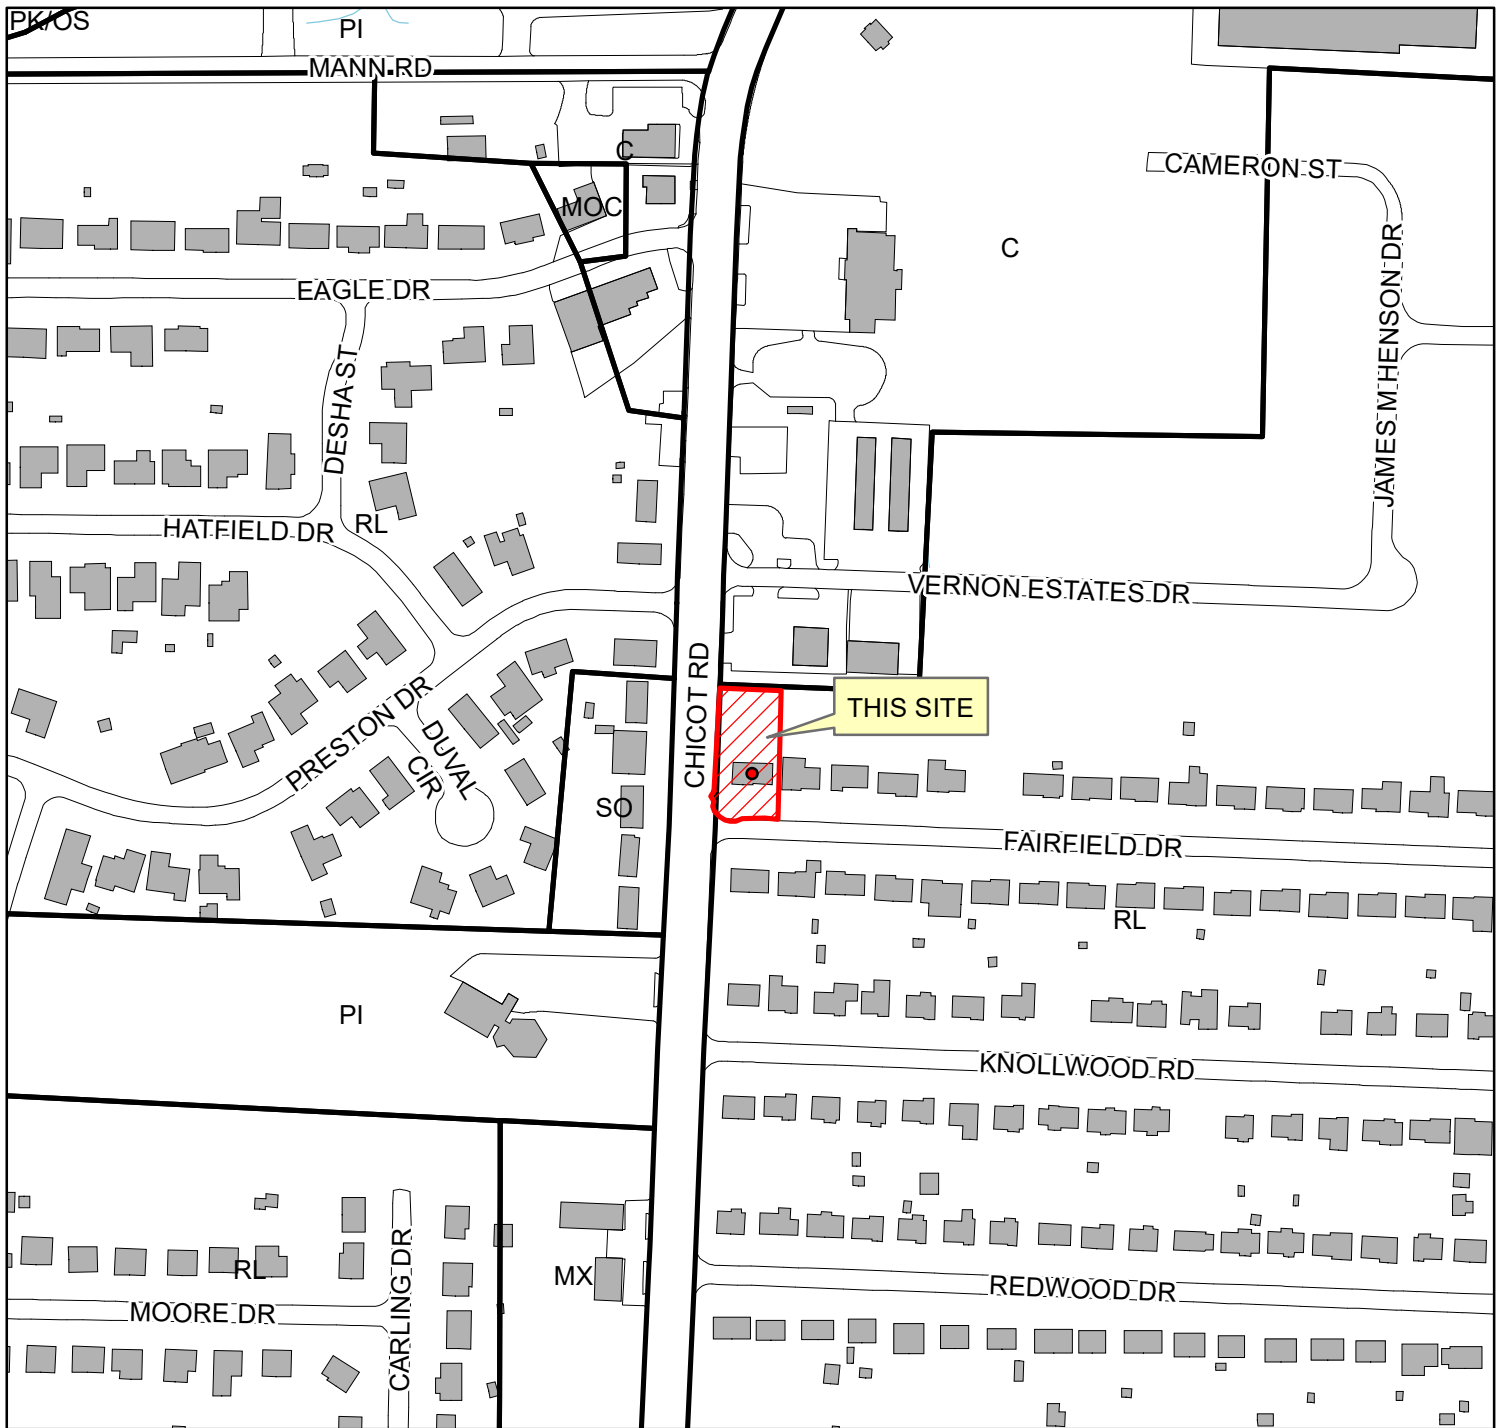 PK/OS
PI
MANN RD
C
CAMERON ST
MOC
C
EAGLE DR
JAMES M HENSON DR
DESHA ST
HATFIELD DR
RL
VERNON ESTATES DR
CHICOT RD
PRESTON DR
THIS SITE
DUVAL
CIR
SO
FAIRFIELD DR
RL
PI
KNOLLWOOD RD
RL
MX
CARLING DR
MOORE DR
REDWOOD DR